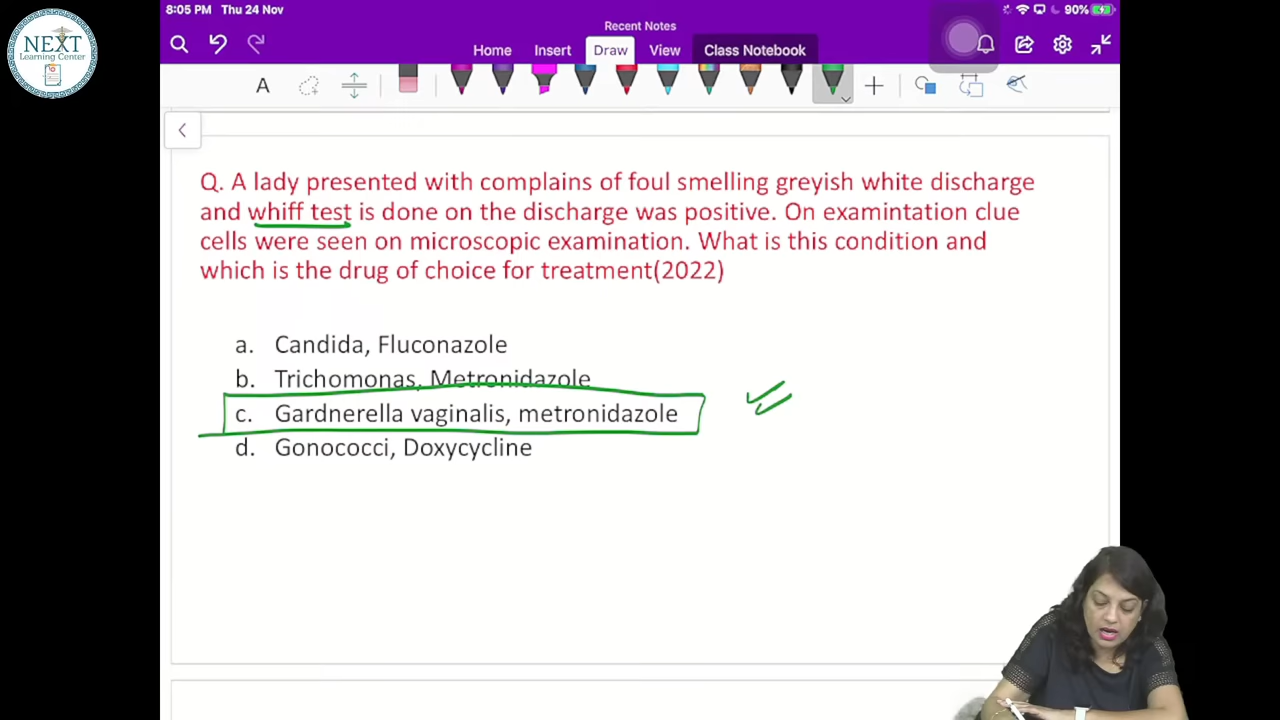 8:05 PM Thu 24 Nov
90%
NEXT
Learning Center
Recent Notes
Home Insert Draw View Class Notebook
A
Q. A lady presented with complains of foul smelling greyish white discharge
and whiff test is done on the discharge was positive. On examintation clue
cells were seen on microscopic examination. What is this condition and
which is the drug of choice for treatment(2022)
a. Candida, Fluconazole
b. Trichomonas, Metronidazole
c. Gardnerella vaginalis, metronidazole
d. Gonococci, Doxycycline